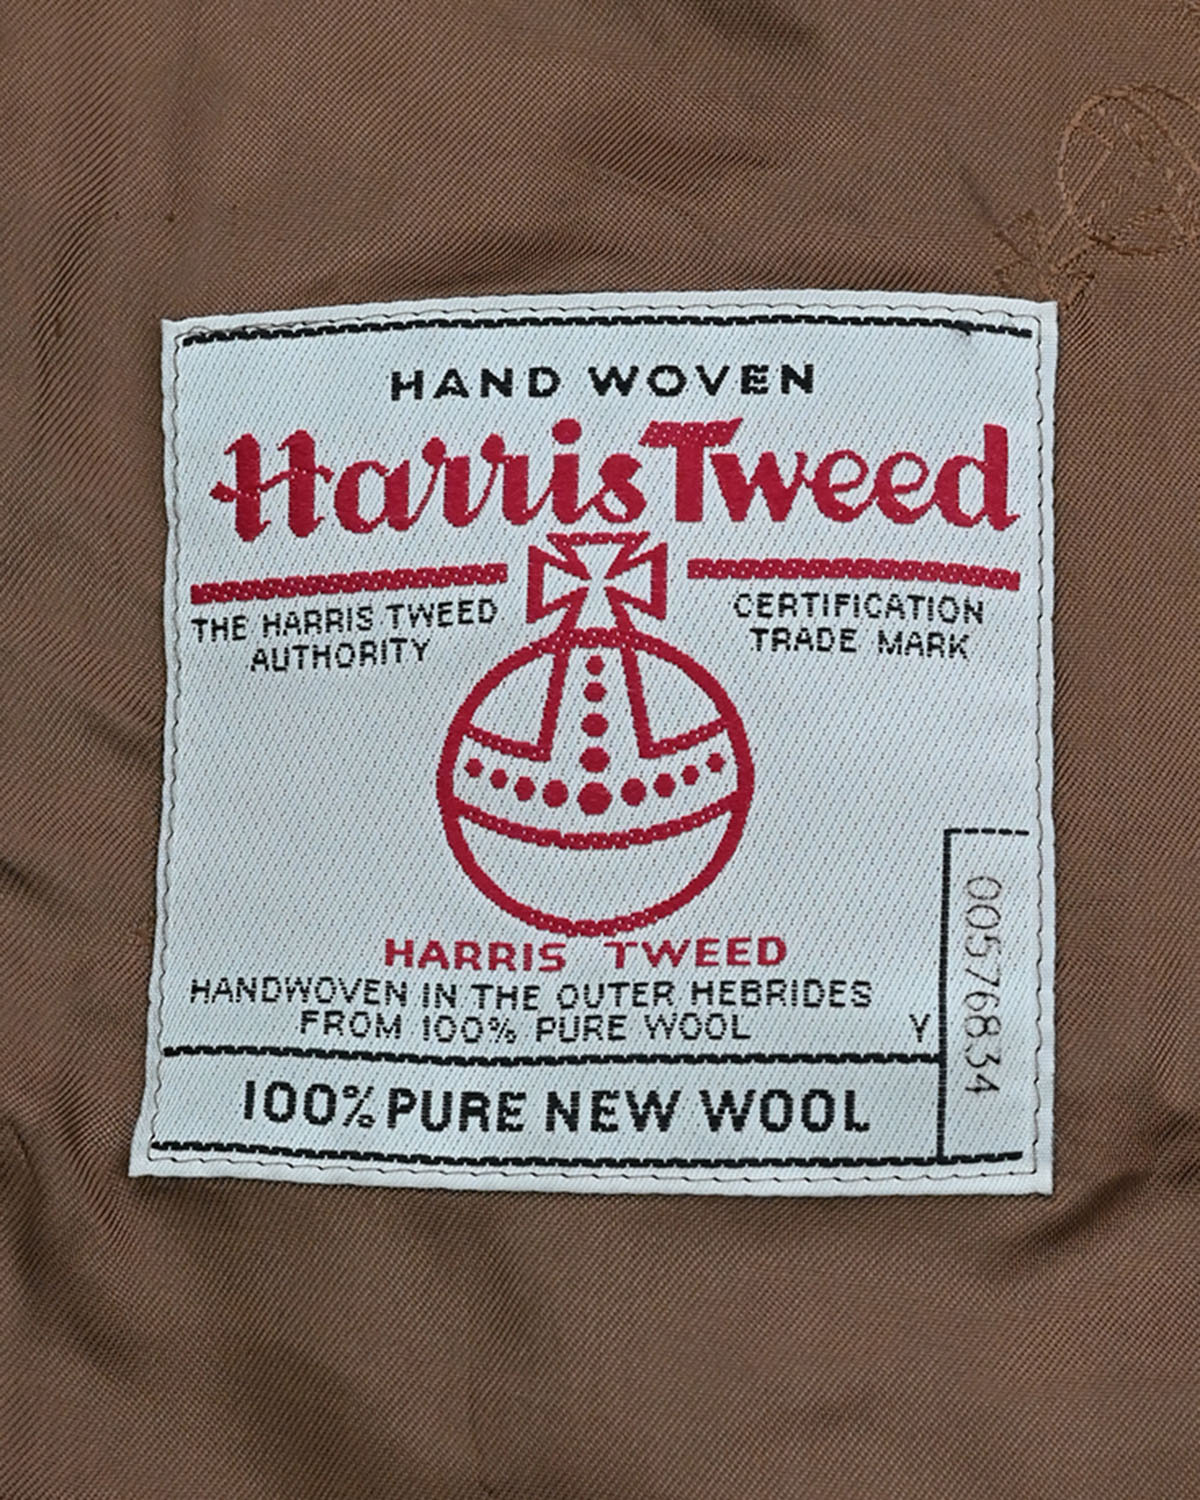 HAND WOVEN
Harris Tweed
THE HARRIS TWEED
AUTHORITY
CERTIFICATION
TRADE MARK
HARRIS TWEED
HANDWOVEN IN THE OUTER HEBRIDES
FROM 100% PURE WOOL
Y
00576834
100% PURE NEW WOOL